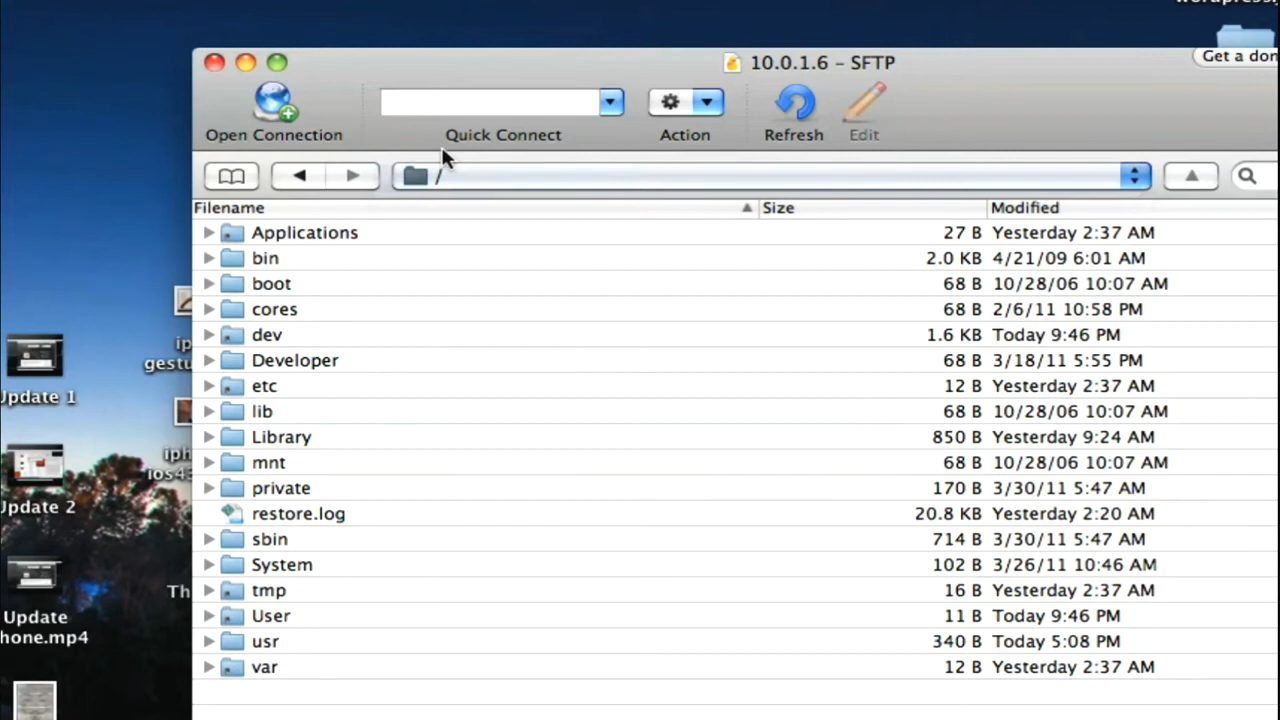 wordpress.
Get a don
10.0.1.6 – SFTP
Open Connection
Quick Connect
Action
Refresh
Edit
/
Filename Size Modified
Applications 27 B Yesterday 2:37 AM
bin 2.0 KB 4/21/09 6:01 AM
boot 68 B 10/28/06 10:07 AM
cores 68 B 2/6/11 10:58 PM
dev 1.6 KB Today 9:46 PM
Developer 68 B 3/18/11 5:55 PM
etc 12 B Yesterday 2:37 AM
lib 68 B 10/28/06 10:07 AM
Library 850 B Yesterday 9:24 AM
mnt 68 B 10/28/06 10:07 AM
private 170 B 3/30/11 5:47 AM
restore.log 20.8 KB Yesterday 2:20 AM
sbin 714 B 3/30/11 5:47 AM
System 102 B 3/26/11 10:46 AM
tmp 16 B Yesterday 2:37 AM
User 11 B Today 9:46 PM
usr 340 B Today 5:08 PM
var 12 B Yesterday 2:37 AM
ip
gestu
Update 1
iph
ios43
Update 2
Th
Update
hone.mp4